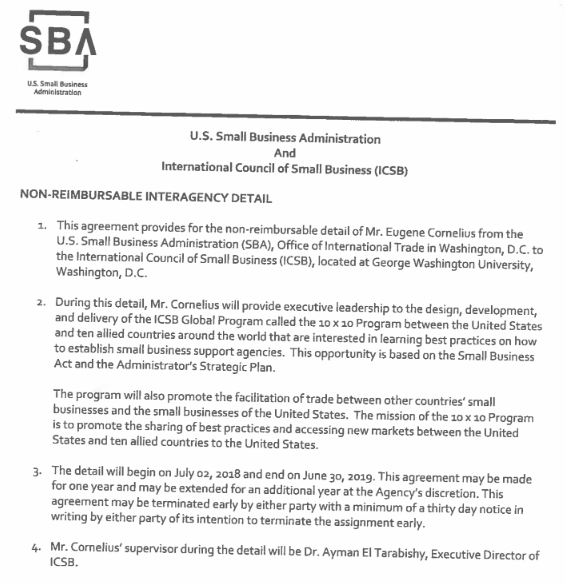 SBA
U.S. Small Business
Administration
U.S. Small Business Administration
And
International Council of Small Business (ICSB)
NON-REIMBURSABLE INTERAGENCY DETAIL
1. This agreement provides for the non-reimbursable detail of Mr. Eugene Cornelius from the
U.S. Small Business Administration (SBA), Office of International Trade in Washington, D.C. to
the International Council of Small Business (ICSB), located at George Washington University,
Washington, D.C.
2. During this detail, Mr. Cornelius will provide executive leadership to the design, development,
and delivery of the ICSB Global Program called the 10 x 10 Program between the United States
and ten allied countries around the world that are interested in learning best practices on how
to establish small business support agencies. This opportunity is based on the Small Business
Act and the Administrator's Strategic Plan.
The program will also promote the facilitation of trade between other countries' small
businesses and the small businesses of the United States. The mission of the 10 x 10 Program
is to promote the sharing of best practices and accessing new markets between the United
States and ten allied countries to the United States.
3. The detail will begin on July 02, 2018 and end on June 30, 2019. This agreement may be made
for one year and may be extended for an additional year at the Agency's discretion. This
agreement may be terminated early by either party with a minimum of a thirty day notice in
writing by either party of its intention to terminate the assignment early.
4. Mr. Cornelius' supervisor during the detail will be Dr. Ayman El Tarabishy, Executive Director of
ICSB.